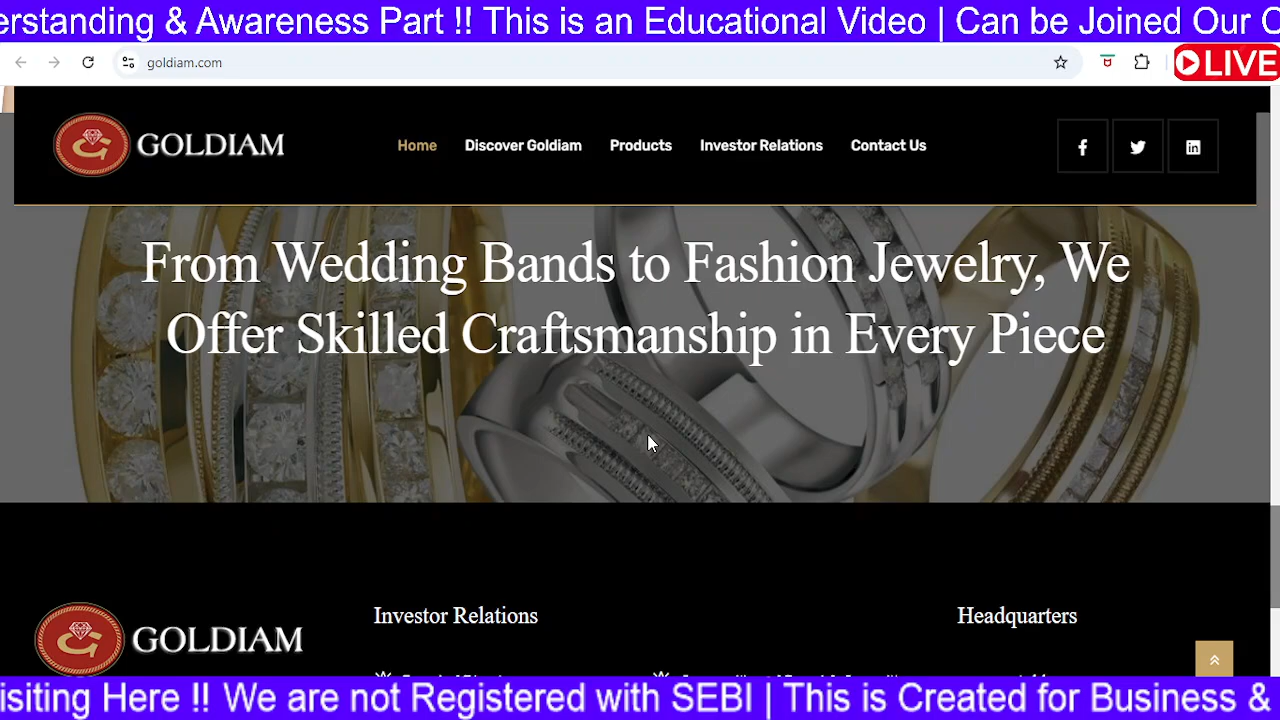 erstanding & Awareness Part !! This is an Educational Video | Can be Joined Our C
goldiam.com
LIVE
GOLDIAM
Home Discover Goldiam Products Investor Relations Contact Us
From Wedding Bands to Fashion Jewelry, We
Offer Skilled Craftsmanship in Every Piece
GOLDIAM
Investor Relations
Headquarters
isiting Here !! We are not Registered with SEBI | This is Created for Business &